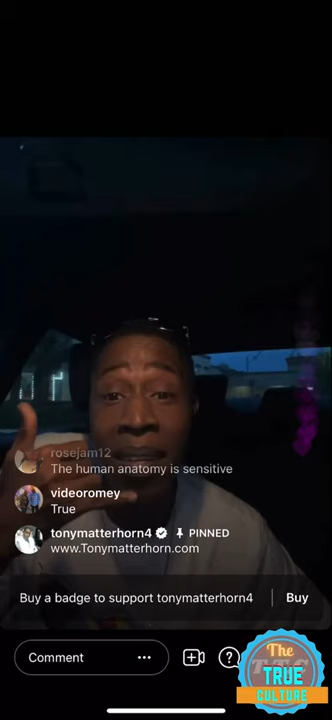 rosejam12
The human anatomy is sensitive
videoromey
True
tonymatterhorn4 PINNED
www.Tonymatterhorn.com
Buy a badge to support tonymatterhorn4 Buy
Comment
The
TTC
TRUE
CULTURE